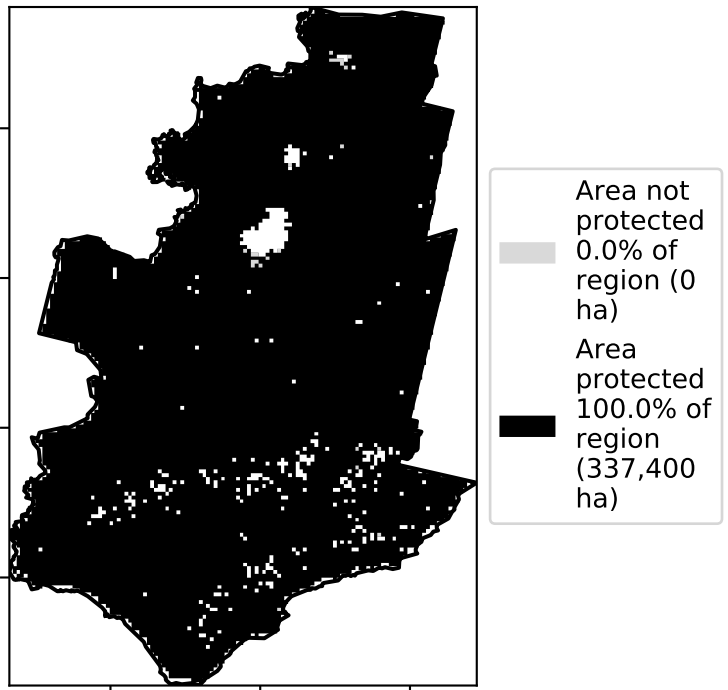 Area not
protected
0.0% of
region (0
ha)
Area
protected
100.0% of
region
(337,400
ha)